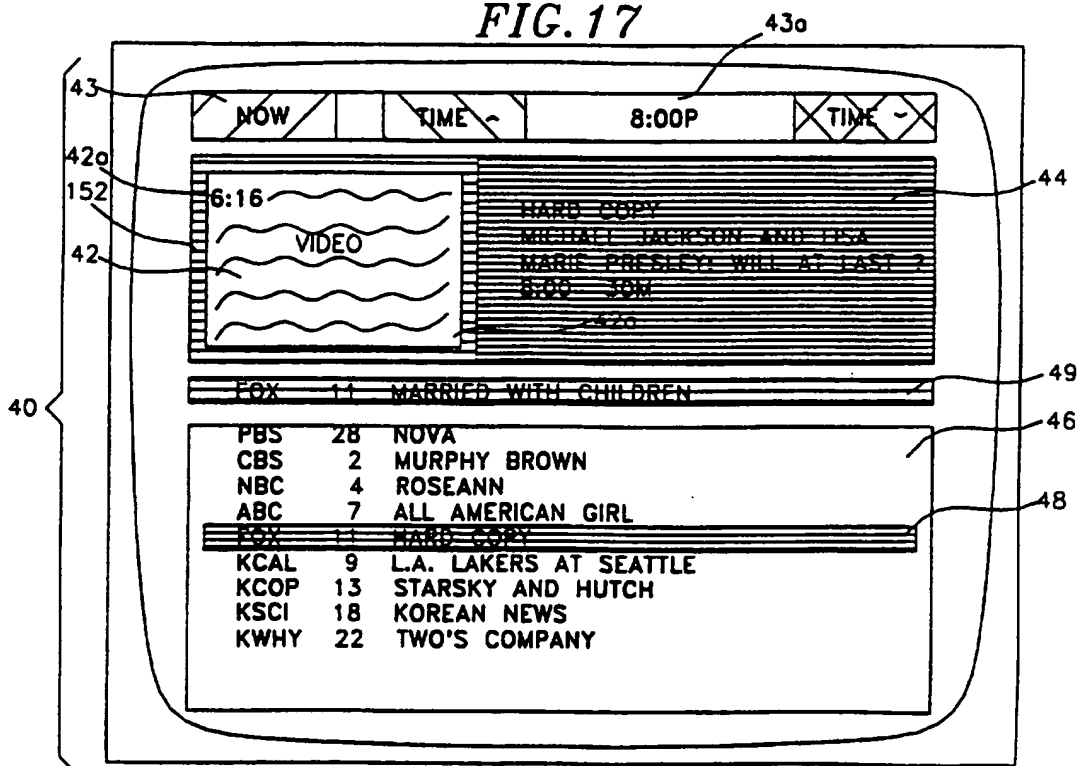 FIG. 17
43a
43
NOW TIME ~ 8:00P TIME ~
42a
152
42
6:16
VIDEO
44
HARD COPY
MICHAEL JACKSON AND LISA
MARIE PRESLEY: WILL AT LAST ?
8:00 30M
42a
40
FOX 11 MARRIED WITH CHILDREN
49
46
PBS 28 NOVA
CBS 2 MURPHY BROWN
NBC 4 ROSEANN
ABC 7 ALL AMERICAN GIRL
48
FOX 11 HARD COPY
KCAL 9 L.A. LAKERS AT SEATTLE
KCOP 13 STARSKY AND HUTCH
KSCI 18 KOREAN NEWS
KWHY 22 TWO'S COMPANY